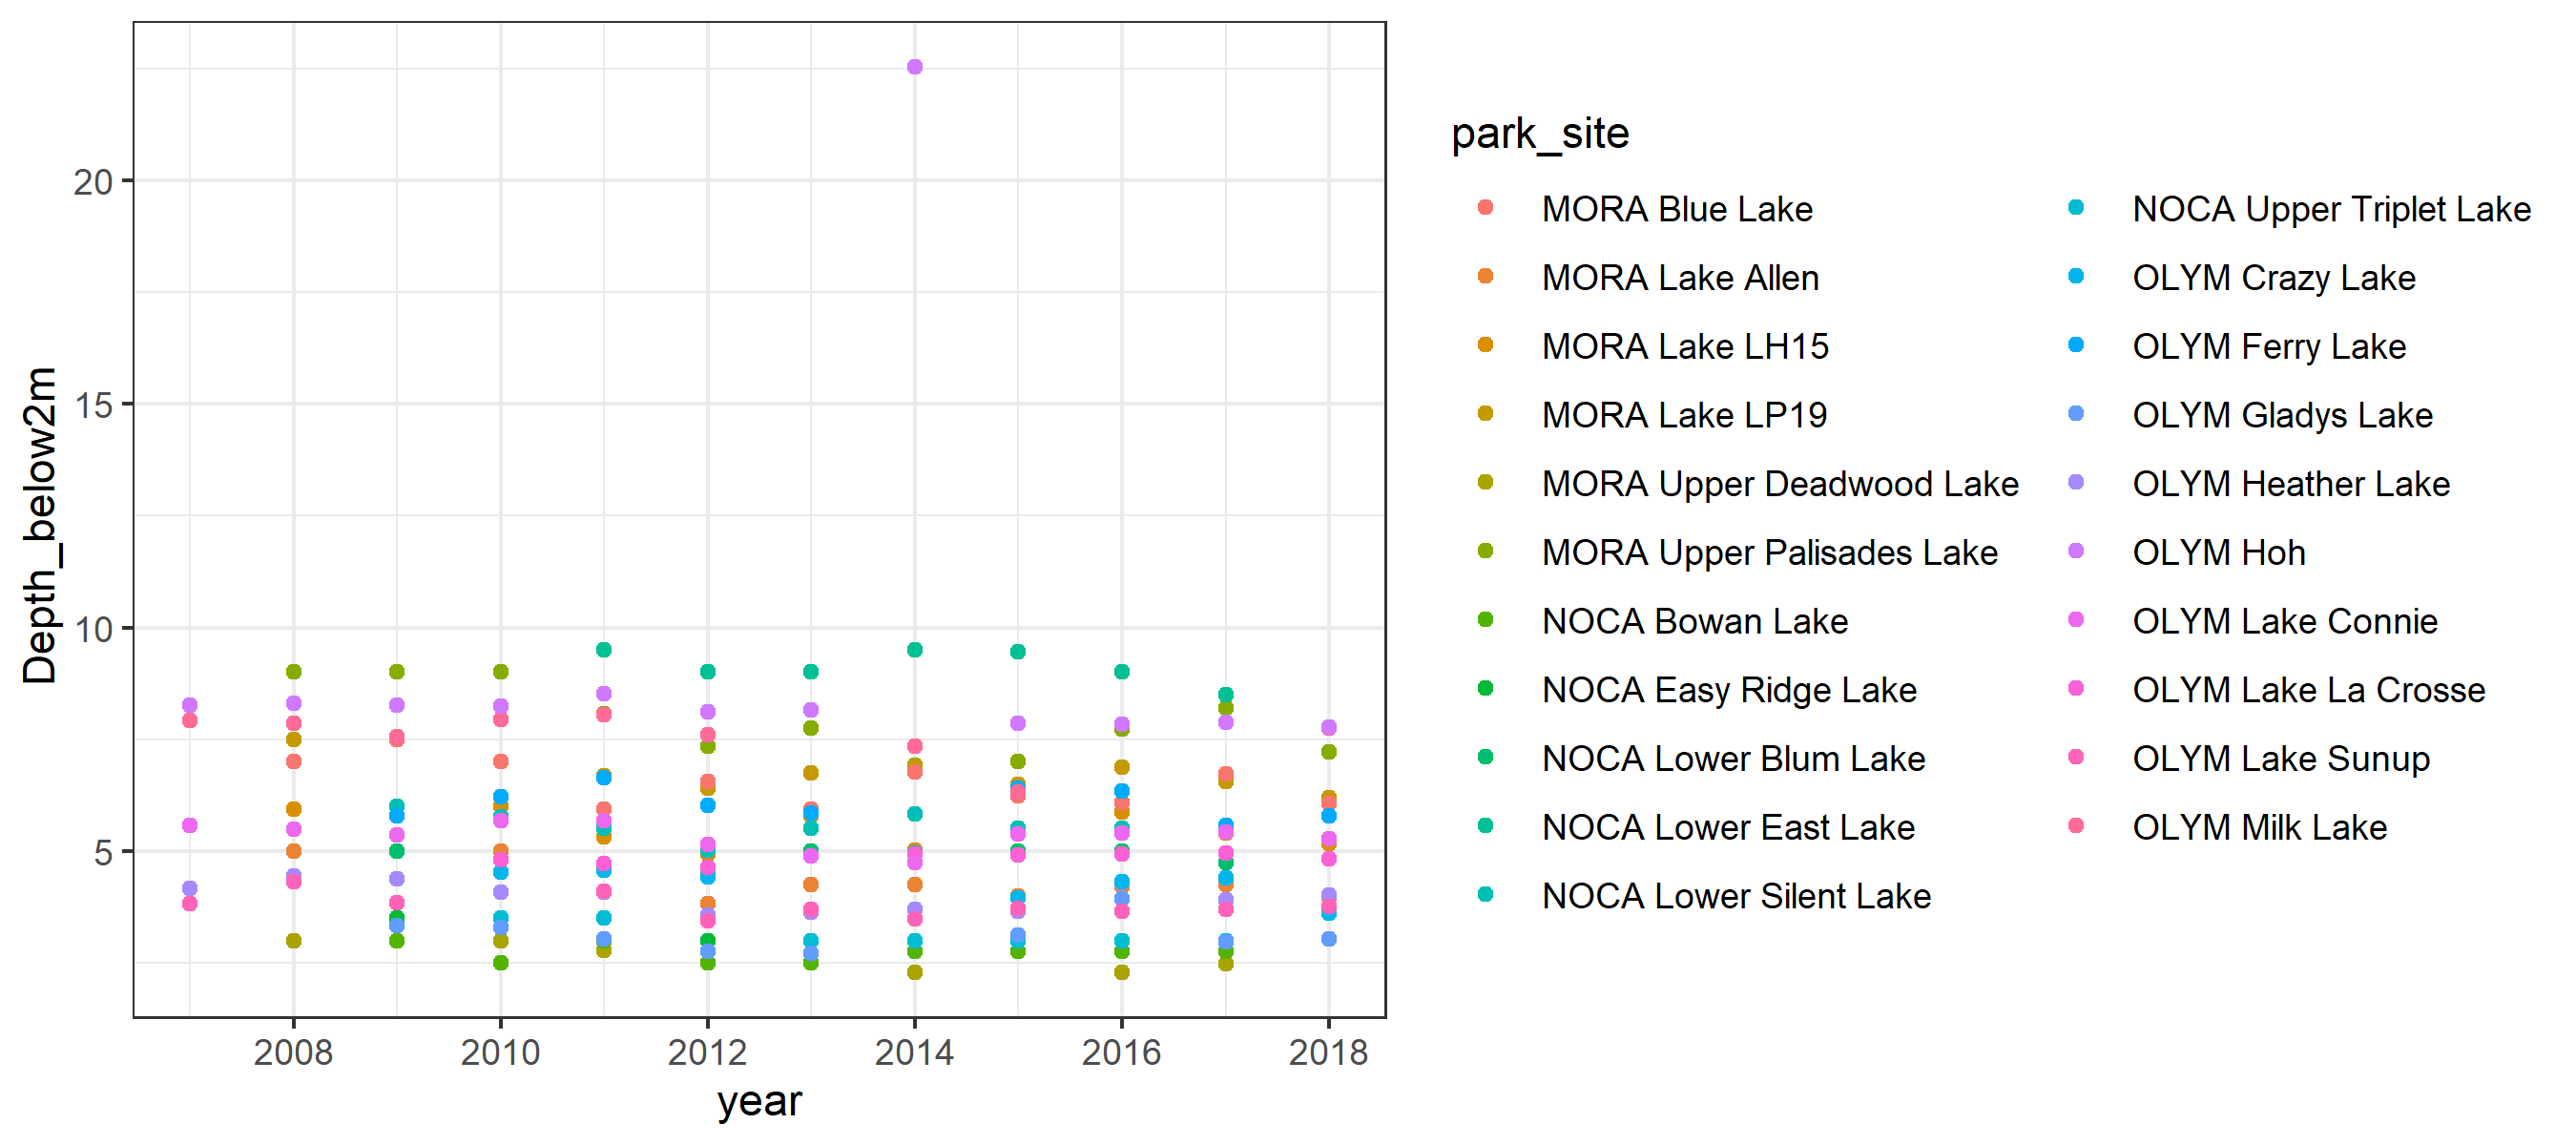 20
15
10
5
Depth_below2m
2008 2010 2012 2014 2016 2018
year
park_site
MORA Blue Lake
MORA Lake Allen
MORA Lake LH15
MORA Lake LP19
MORA Upper Deadwood Lake
MORA Upper Palisades Lake
NOCA Bowan Lake
NOCA Easy Ridge Lake
NOCA Lower Blum Lake
NOCA Lower East Lake
NOCA Lower Silent Lake
NOCA Upper Triplet Lake
OLYM Crazy Lake
OLYM Ferry Lake
OLYM Gladys Lake
OLYM Heather Lake
OLYM Hoh
OLYM Lake Connie
OLYM Lake La Crosse
OLYM Lake Sunup
OLYM Milk Lake